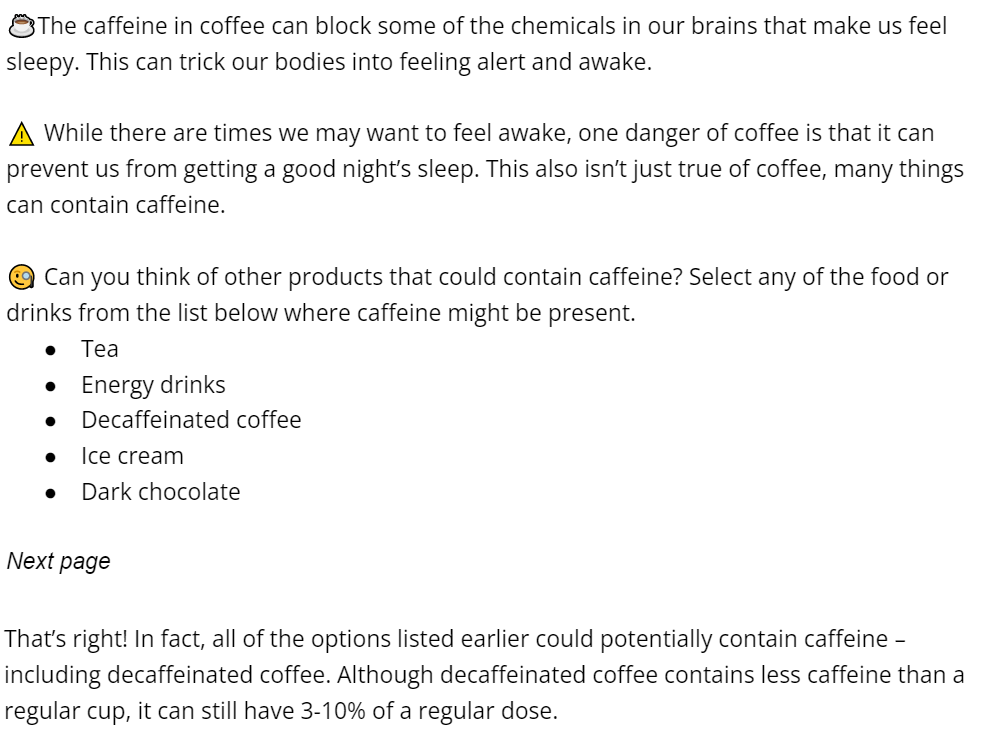 ☕The caffeine in coffee can block some of the chemicals in our brains that make us feel
sleepy. This can trick our bodies into feeling alert and awake.
⚠️ While there are times we may want to feel awake, one danger of coffee is that it can
prevent us from getting a good night’s sleep. This also isn’t just true of coffee, many things
can contain caffeine.
🧐 Can you think of other products that could contain caffeine? Select any of the food or
drinks from the list below where caffeine might be present.
● Tea
● Energy drinks
● Decaffeinated coffee
● Ice cream
● Dark chocolate
Next page
That’s right! In fact, all of the options listed earlier could potentially contain caffeine –
including decaffeinated coffee. Although decaffeinated coffee contains less caffeine than a
regular cup, it can still have 3-10% of a regular dose.